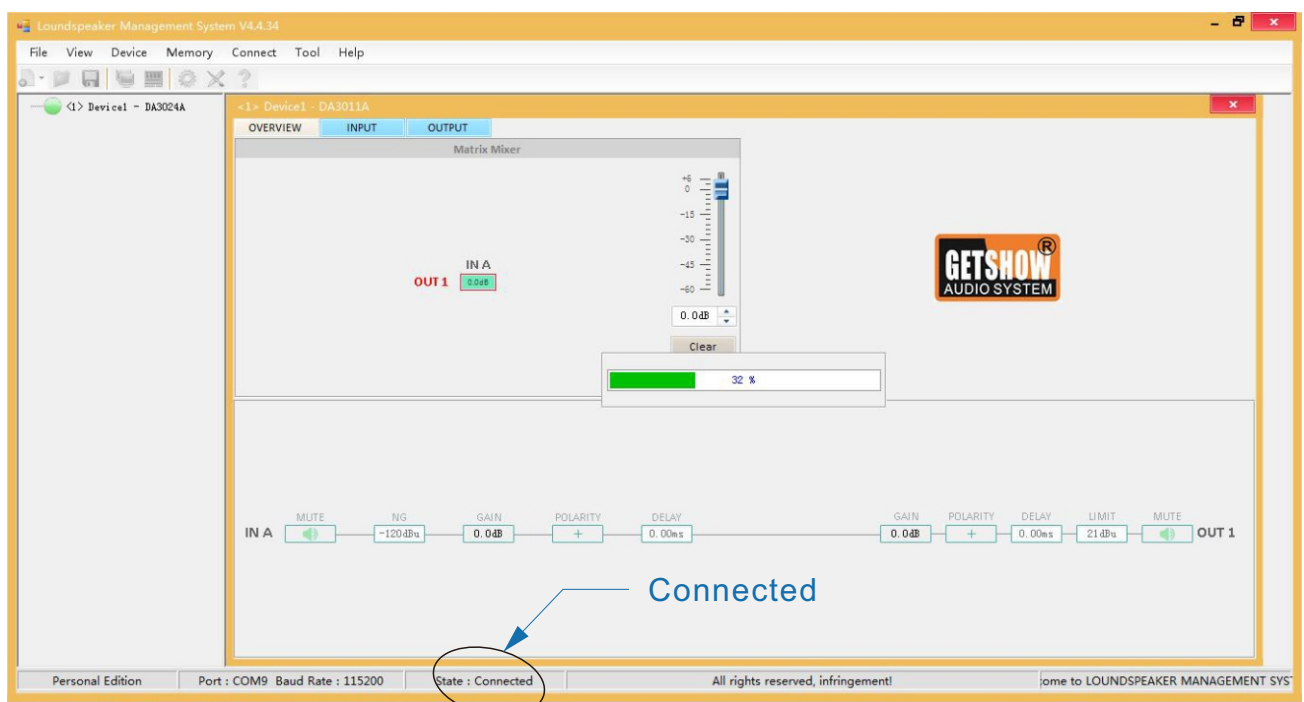 Loundspeaker Management System V4.4.34
File View Device Memory Connect Tool Help
<1> Device1 - DA3024A
<1> Device1 - DA3011A
OVERVIEW INPUT OUTPUT
Matrix Mixer
+6
0
-15
-30
-45
-60
IN A
OUT 1 0.0dB
0.0dB
Clear
GETSHOW ®
AUDIO SYSTEM
32 %
MUTE NG GAIN POLARITY DELAY GAIN POLARITY DELAY LIMIT MUTE
IN A -120dBu 0.0dB + 0.00ms 0.0dB + 0.00ms 21dBu OUT 1
Connected
Personal Edition Port : COM9 Baud Rate : 115200 State : Connected All rights reserved, infringement! ome to LOUNDSPEAKER MANAGEMENT SYS